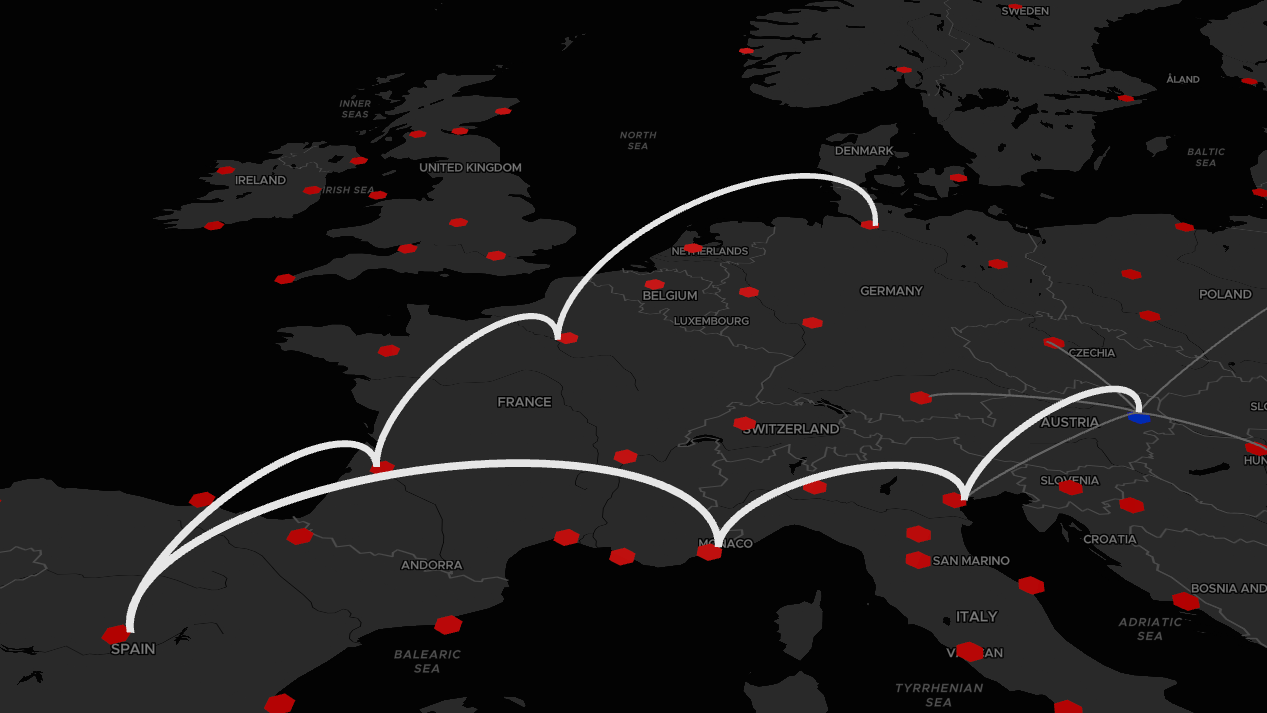 SWEDEN
ÅLAND
INNER
SEAS
NORTH
SEA
DENMARK
BALTIC
SEA
UNITED KINGDOM
IRELAND
IRISH SEA
NETHERLANDS
BELGIUM
GERMANY
POLAND
LUXEMBOURG
CZECHIA
FRANCE
SLO
AUSTRIA
SWITZERLAND
HUN
SLOVENIA
CROATIA
MONACO
ANDORRA
SAN MARINO
BOSNIA AND
ITALY
ADRIATIC
SEA
SPAIN
BALEARIC
SEA
TYRRHENIAN
SEA